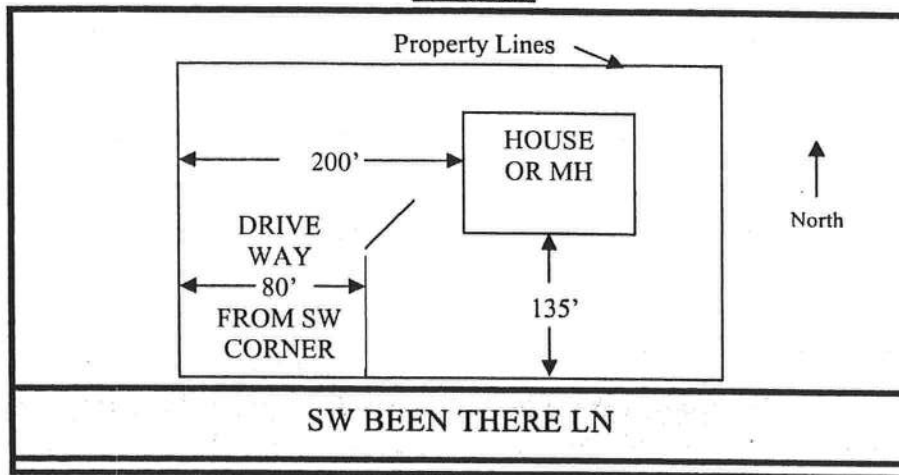 Property Lines
HOUSE
OR MH
200'
North
DRIVE
WAY
80'
FROM SW
CORNER
135'
SW BEEN THERE LN